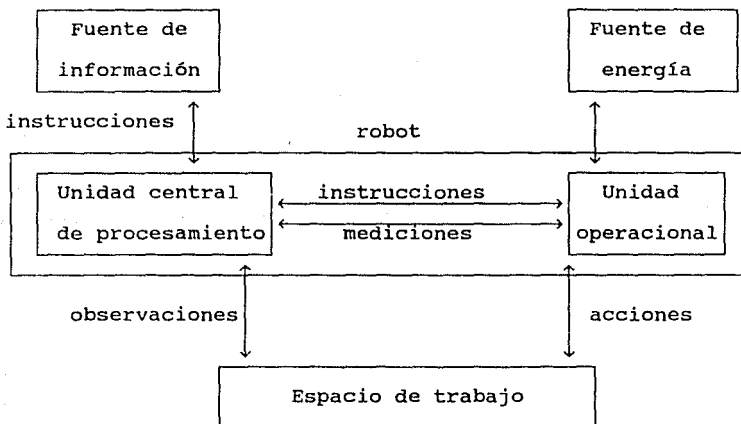 Fuente de
información
Fuente de
energía
instrucciones
robot
Unidad central
de procesamiento
instrucciones
mediciones
Unidad
operacional
observaciones
acciones
Espacio de trabajo